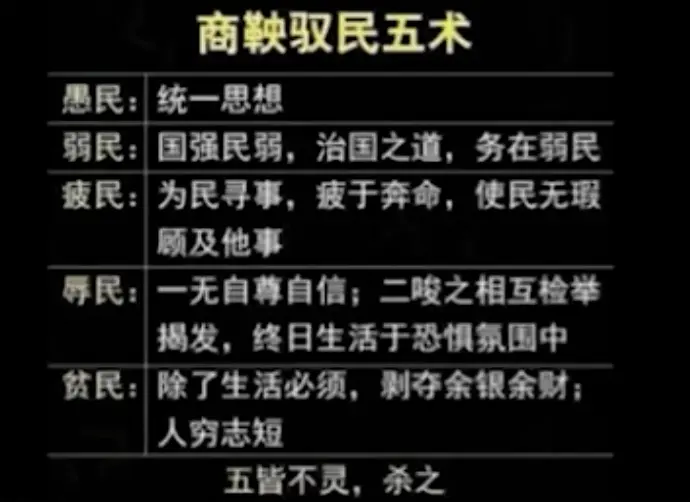 商鞅驭民五术
愚民：统一思想
弱民：国强民弱，治国之道，务在弱民
疲民：为民寻事，疲于奔命，使民无瑕
顾及他事
辱民：一无自尊自信；二唆之相互检举
揭发，终日生活于恐惧氛围中
贫民：除了生活必须，剥夺余银余财；
人穷志短
五皆不灵，杀之